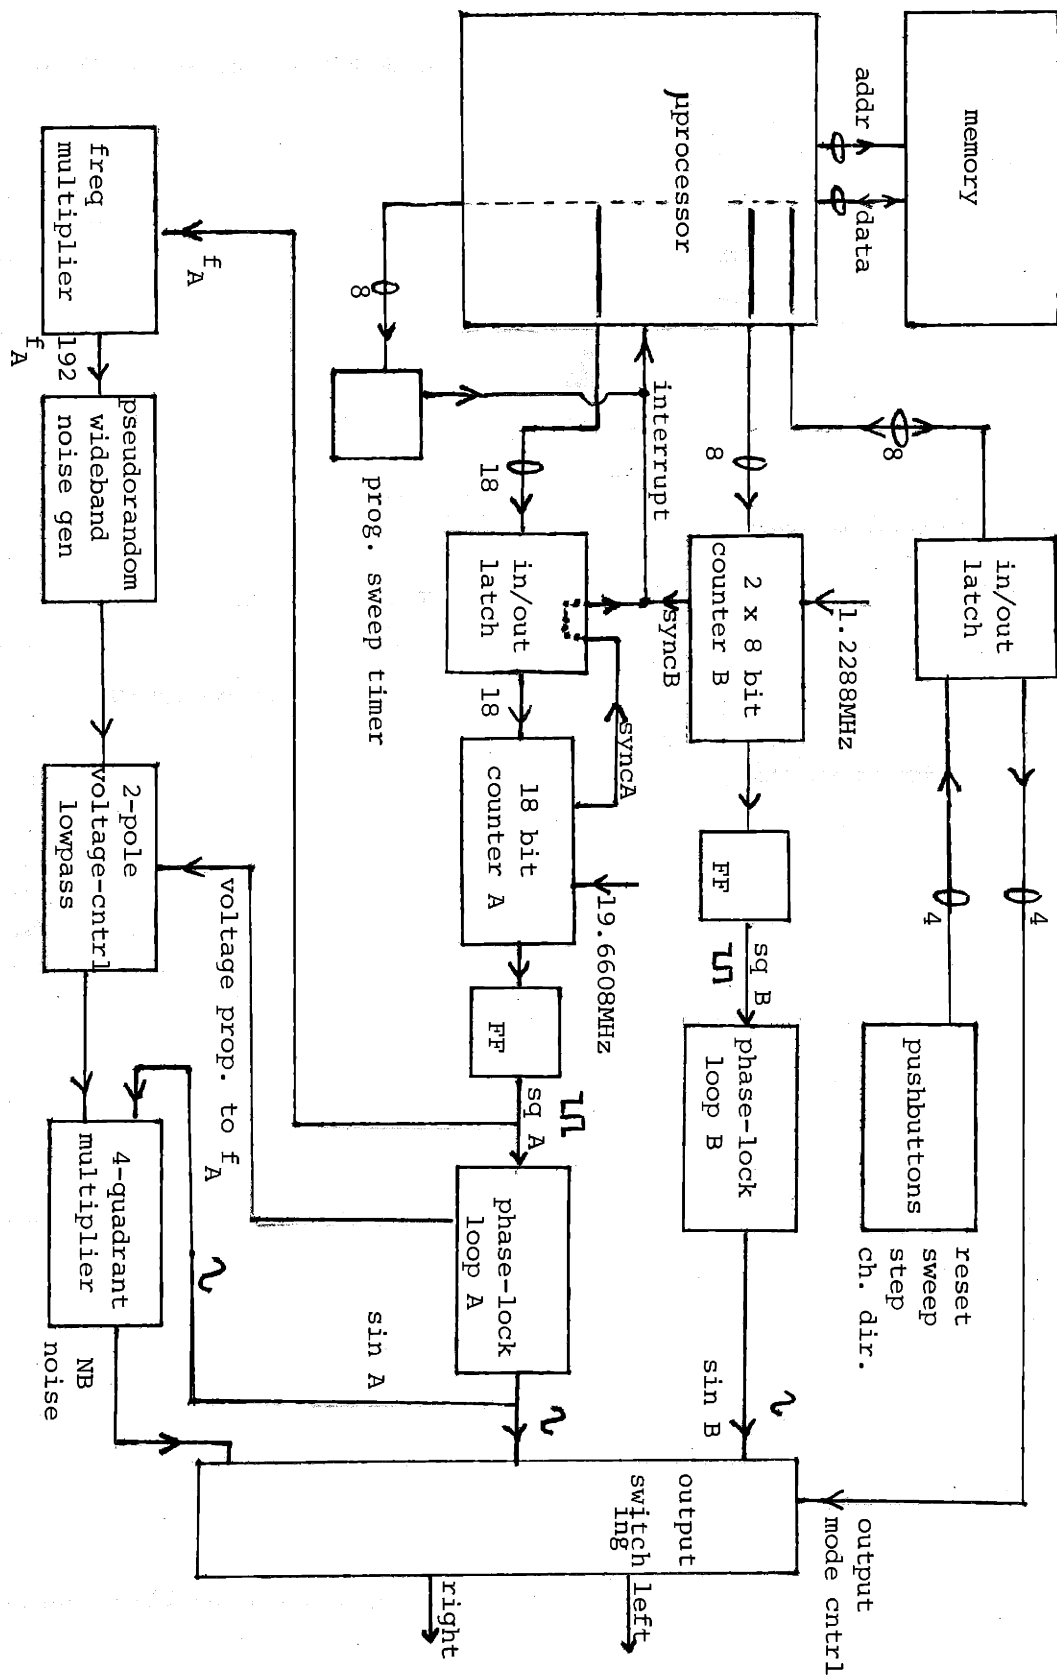 memory
addr
data
µprocessor
8
8
8
interrupt
18
in/out
latch
2 x 8 bit
counter B
1.2288MHz
syncB
in/out
latch
18
syncA
prog. sweep timer
freq
multiplier
f
A
192
f
A
pseudorandom
wideband
noise gen
18 bit
counter A
19.6608MHz
FF
sq B
FF
sq A
4
4
pushbuttons
reset
sweep
step
ch. dir.
phase-lock
loop B
sin B
phase-lock
loop A
sin A
2-pole
voltage-cntrl
lowpass
voltage prop. to f
A
4-quadrant
multiplier
NB
noise
output
mode cntrl
output
switch
ing
left
right